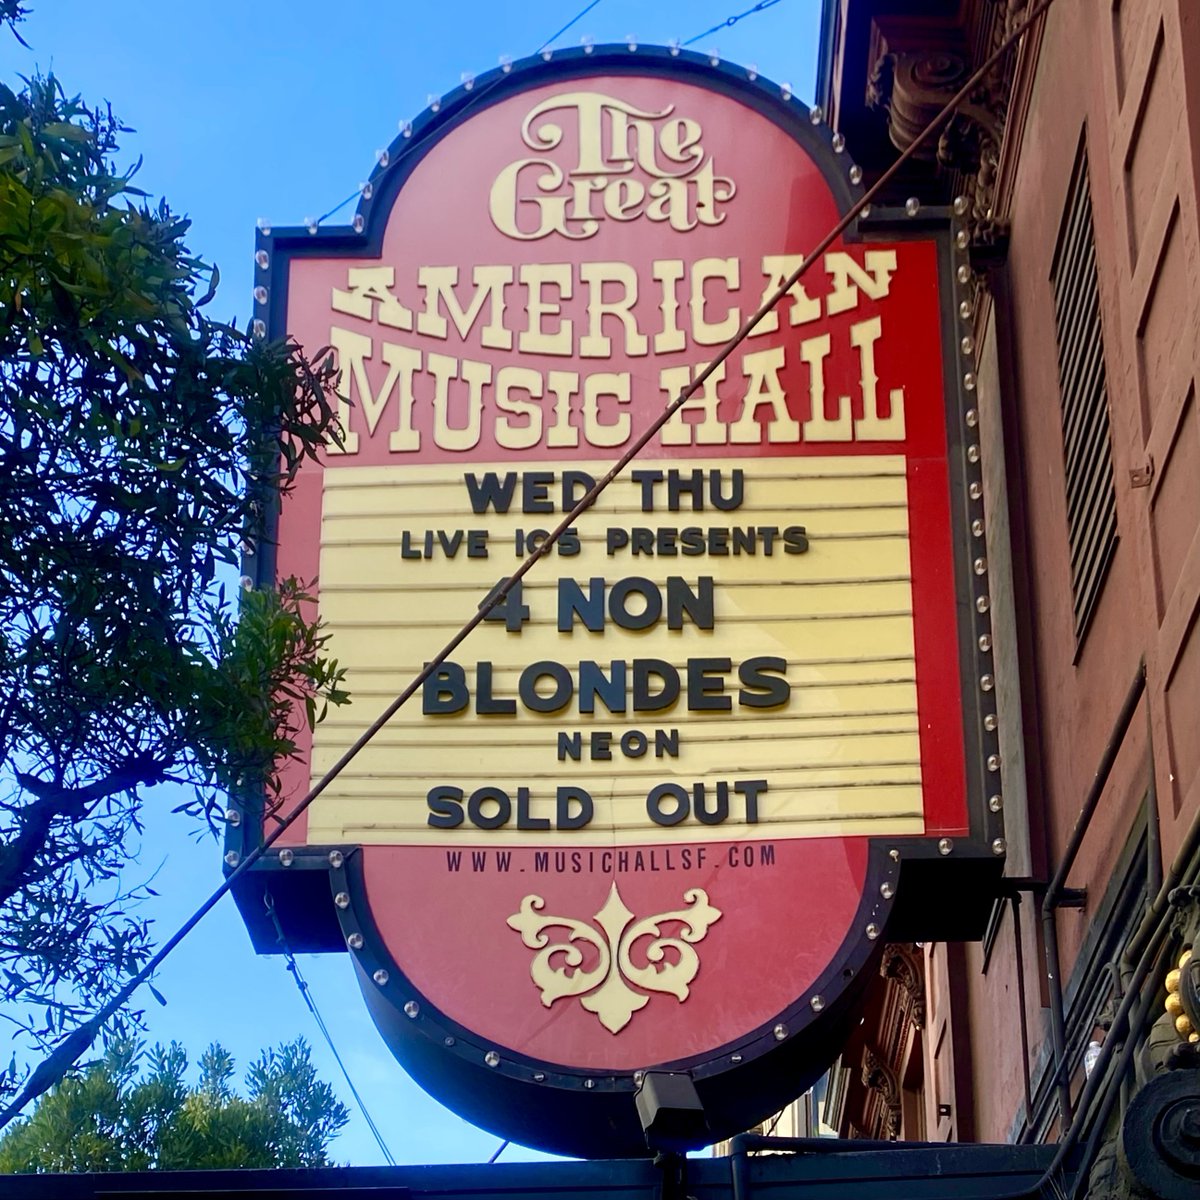 The
Great
AMERICAN
MUSIC HALL
WED THU
LIVE 105 PRESENTS
4 NON
BLONDES
NEON
SOLD OUT
WWW.MUSICHALLSF.COM